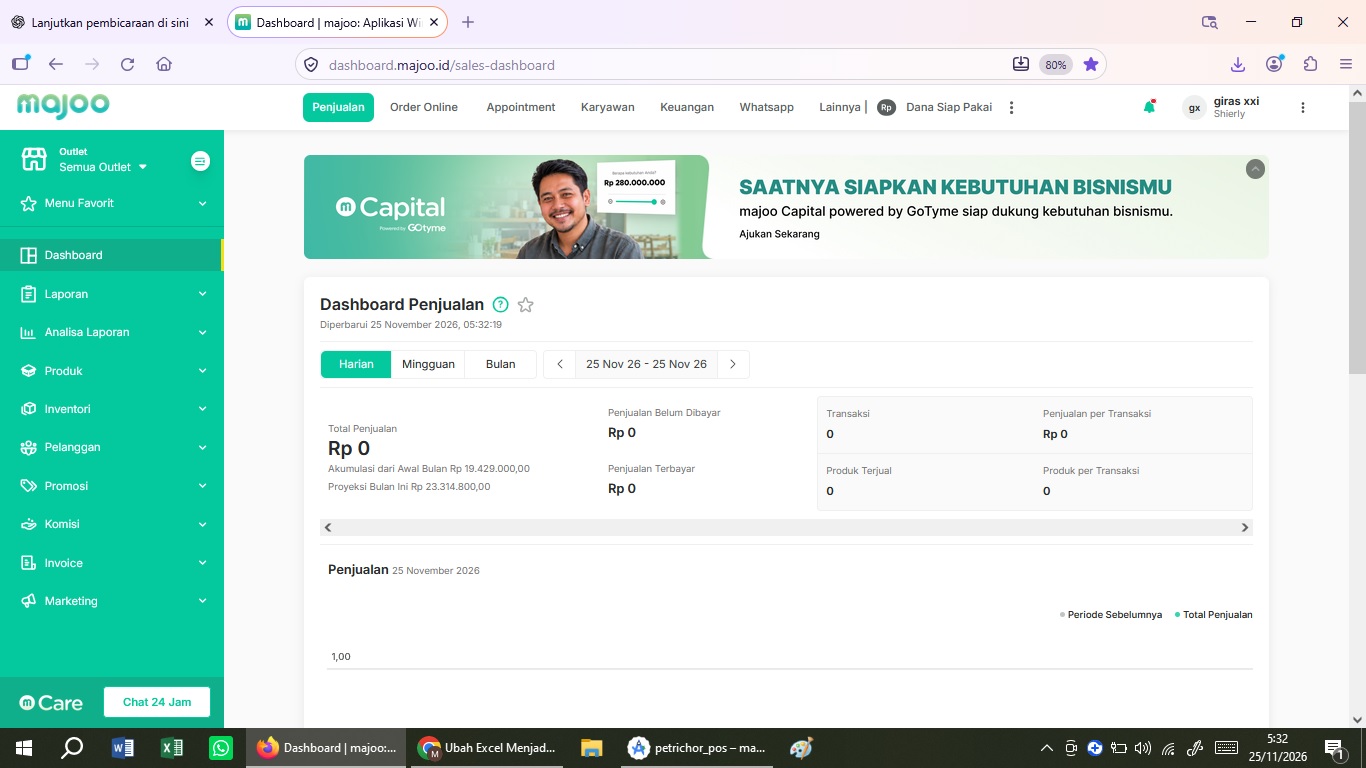 Lanjutkan pembicaraan di sini
Dashboard | majoo: Aplikasi Wi
dashboard.majoo.id/sales-dashboard
80%
majoo
Penjualan
Order Online
Appointment
Karyawan
Keuangan
Whatsapp
Lainnya |
Rp
Dana Siap Pakai
gx
giras xxi
Shierly
Outlet
Semua Outlet
Menu Favorit
Dashboard
Laporan
Analisa Laporan
Produk
Inventori
Pelanggan
Promosi
Komisi
Invoice
Marketing
m Care
Chat 24 Jam
m Capital
Powered by GOtyme
Rp 280.000.000
SAATNYA SIAPKAN KEBUTUHAN BISNISMU
majoo Capital powered by GoTyme siap dukung kebutuhan bisnismu.
Ajukan Sekarang
Dashboard Penjualan ?
Diperbarui 25 November 2026, 05:32:19
Harian
Mingguan
Bulan
25 Nov 26 - 25 Nov 26
Total Penjualan
Rp 0
Akumulasi dari Awal Bulan Rp 19.429.000,00
Proyeksi Bulan Ini Rp 23.314.800,00
Penjualan Belum Dibayar
Rp 0
Penjualan Terbayar
Rp 0
Transaksi
0
Penjualan per Transaksi
Rp 0
Produk Terjual
0
Produk per Transaksi
0
Penjualan 25 November 2026
Periode Sebelumnya
Total Penjualan
1,00
Dashboard | majoo:...
Ubah Excel Menjad...
petrichor_pos – ma...
5:32
25/11/2026
1